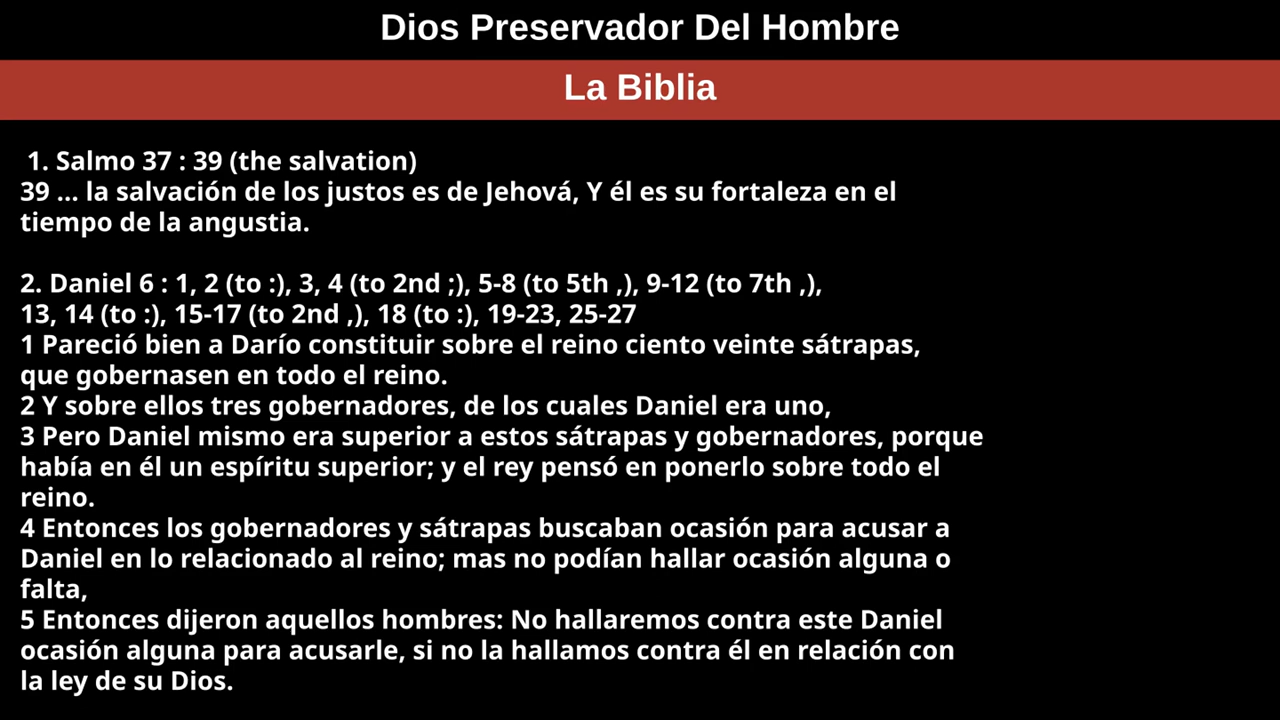 Dios Preservador Del Hombre
La Biblia
1. Salmo 37 : 39 (the salvation)
39 ... la salvación de los justos es de Jehová, Y él es su fortaleza en el
tiempo de la angustia.
2. Daniel 6 : 1, 2 (to :), 3, 4 (to 2nd ;), 5-8 (to 5th ,), 9-12 (to 7th ,),
13, 14 (to :), 15-17 (to 2nd ,), 18 (to :), 19-23, 25-27
1 Pareció bien a Darío constituir sobre el reino ciento veinte sátrapas,
que gobernasen en todo el reino.
2 Y sobre ellos tres gobernadores, de los cuales Daniel era uno,
3 Pero Daniel mismo era superior a estos sátrapas y gobernadores, porque
había en él un espíritu superior; y el rey pensó en ponerlo sobre todo el
reino.
4 Entonces los gobernadores y sátrapas buscaban ocasión para acusar a
Daniel en lo relacionado al reino; mas no podían hallar ocasión alguna o
falta,
5 Entonces dijeron aquellos hombres: No hallaremos contra este Daniel
ocasión alguna para acusarle, si no la hallamos contra él en relación con
la ley de su Dios.